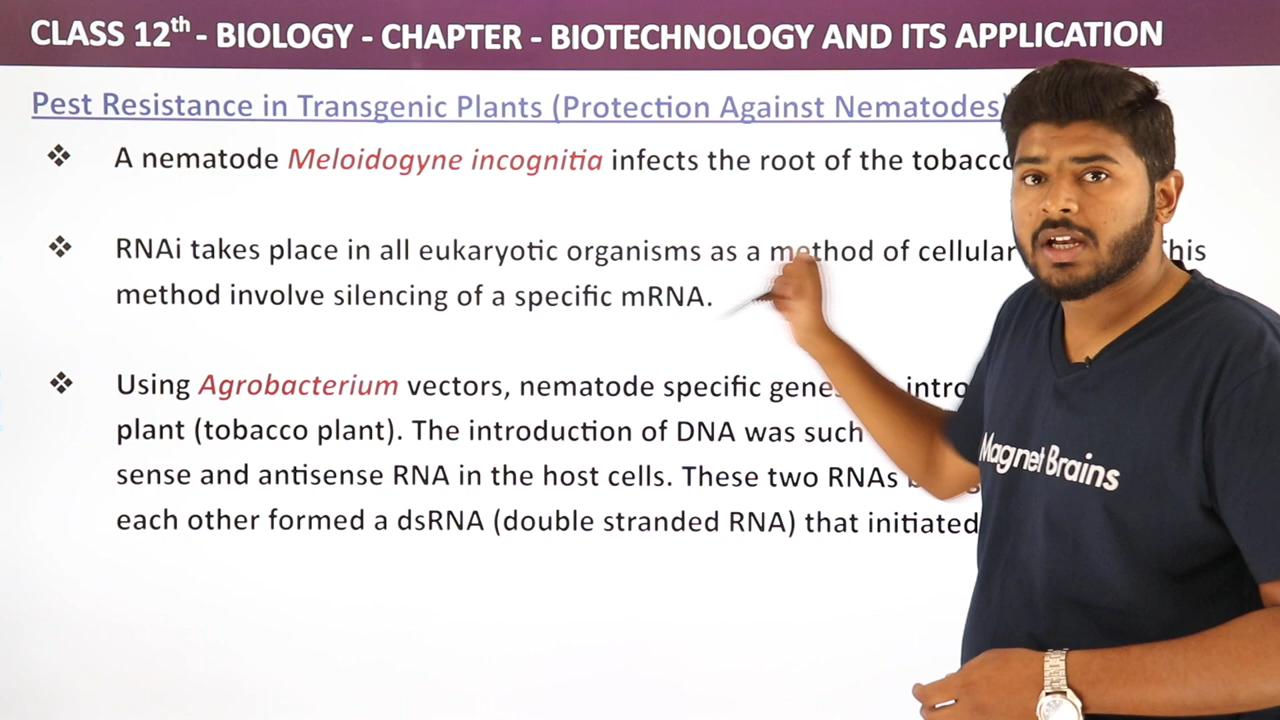 CLASS 12th - BIOLOGY - CHAPTER - BIOTECHNOLOGY AND ITS APPLICATION
Pest Resistance in Transgenic Plants (Protection Against Nematodes)
A nematode Meloidogyne incognitia infects the root of the tobacco
RNAi takes place in all eukaryotic organisms as a method of cellular This
method involve silencing of a specific mRNA.
Using Agrobacterium vectors, nematode specific genes
plant (tobacco plant). The introduction of DNA was such
sense and antisense RNA in the host cells. These two RNAs
each other formed a dsRNA (double stranded RNA) that initiated
Magnet Brains